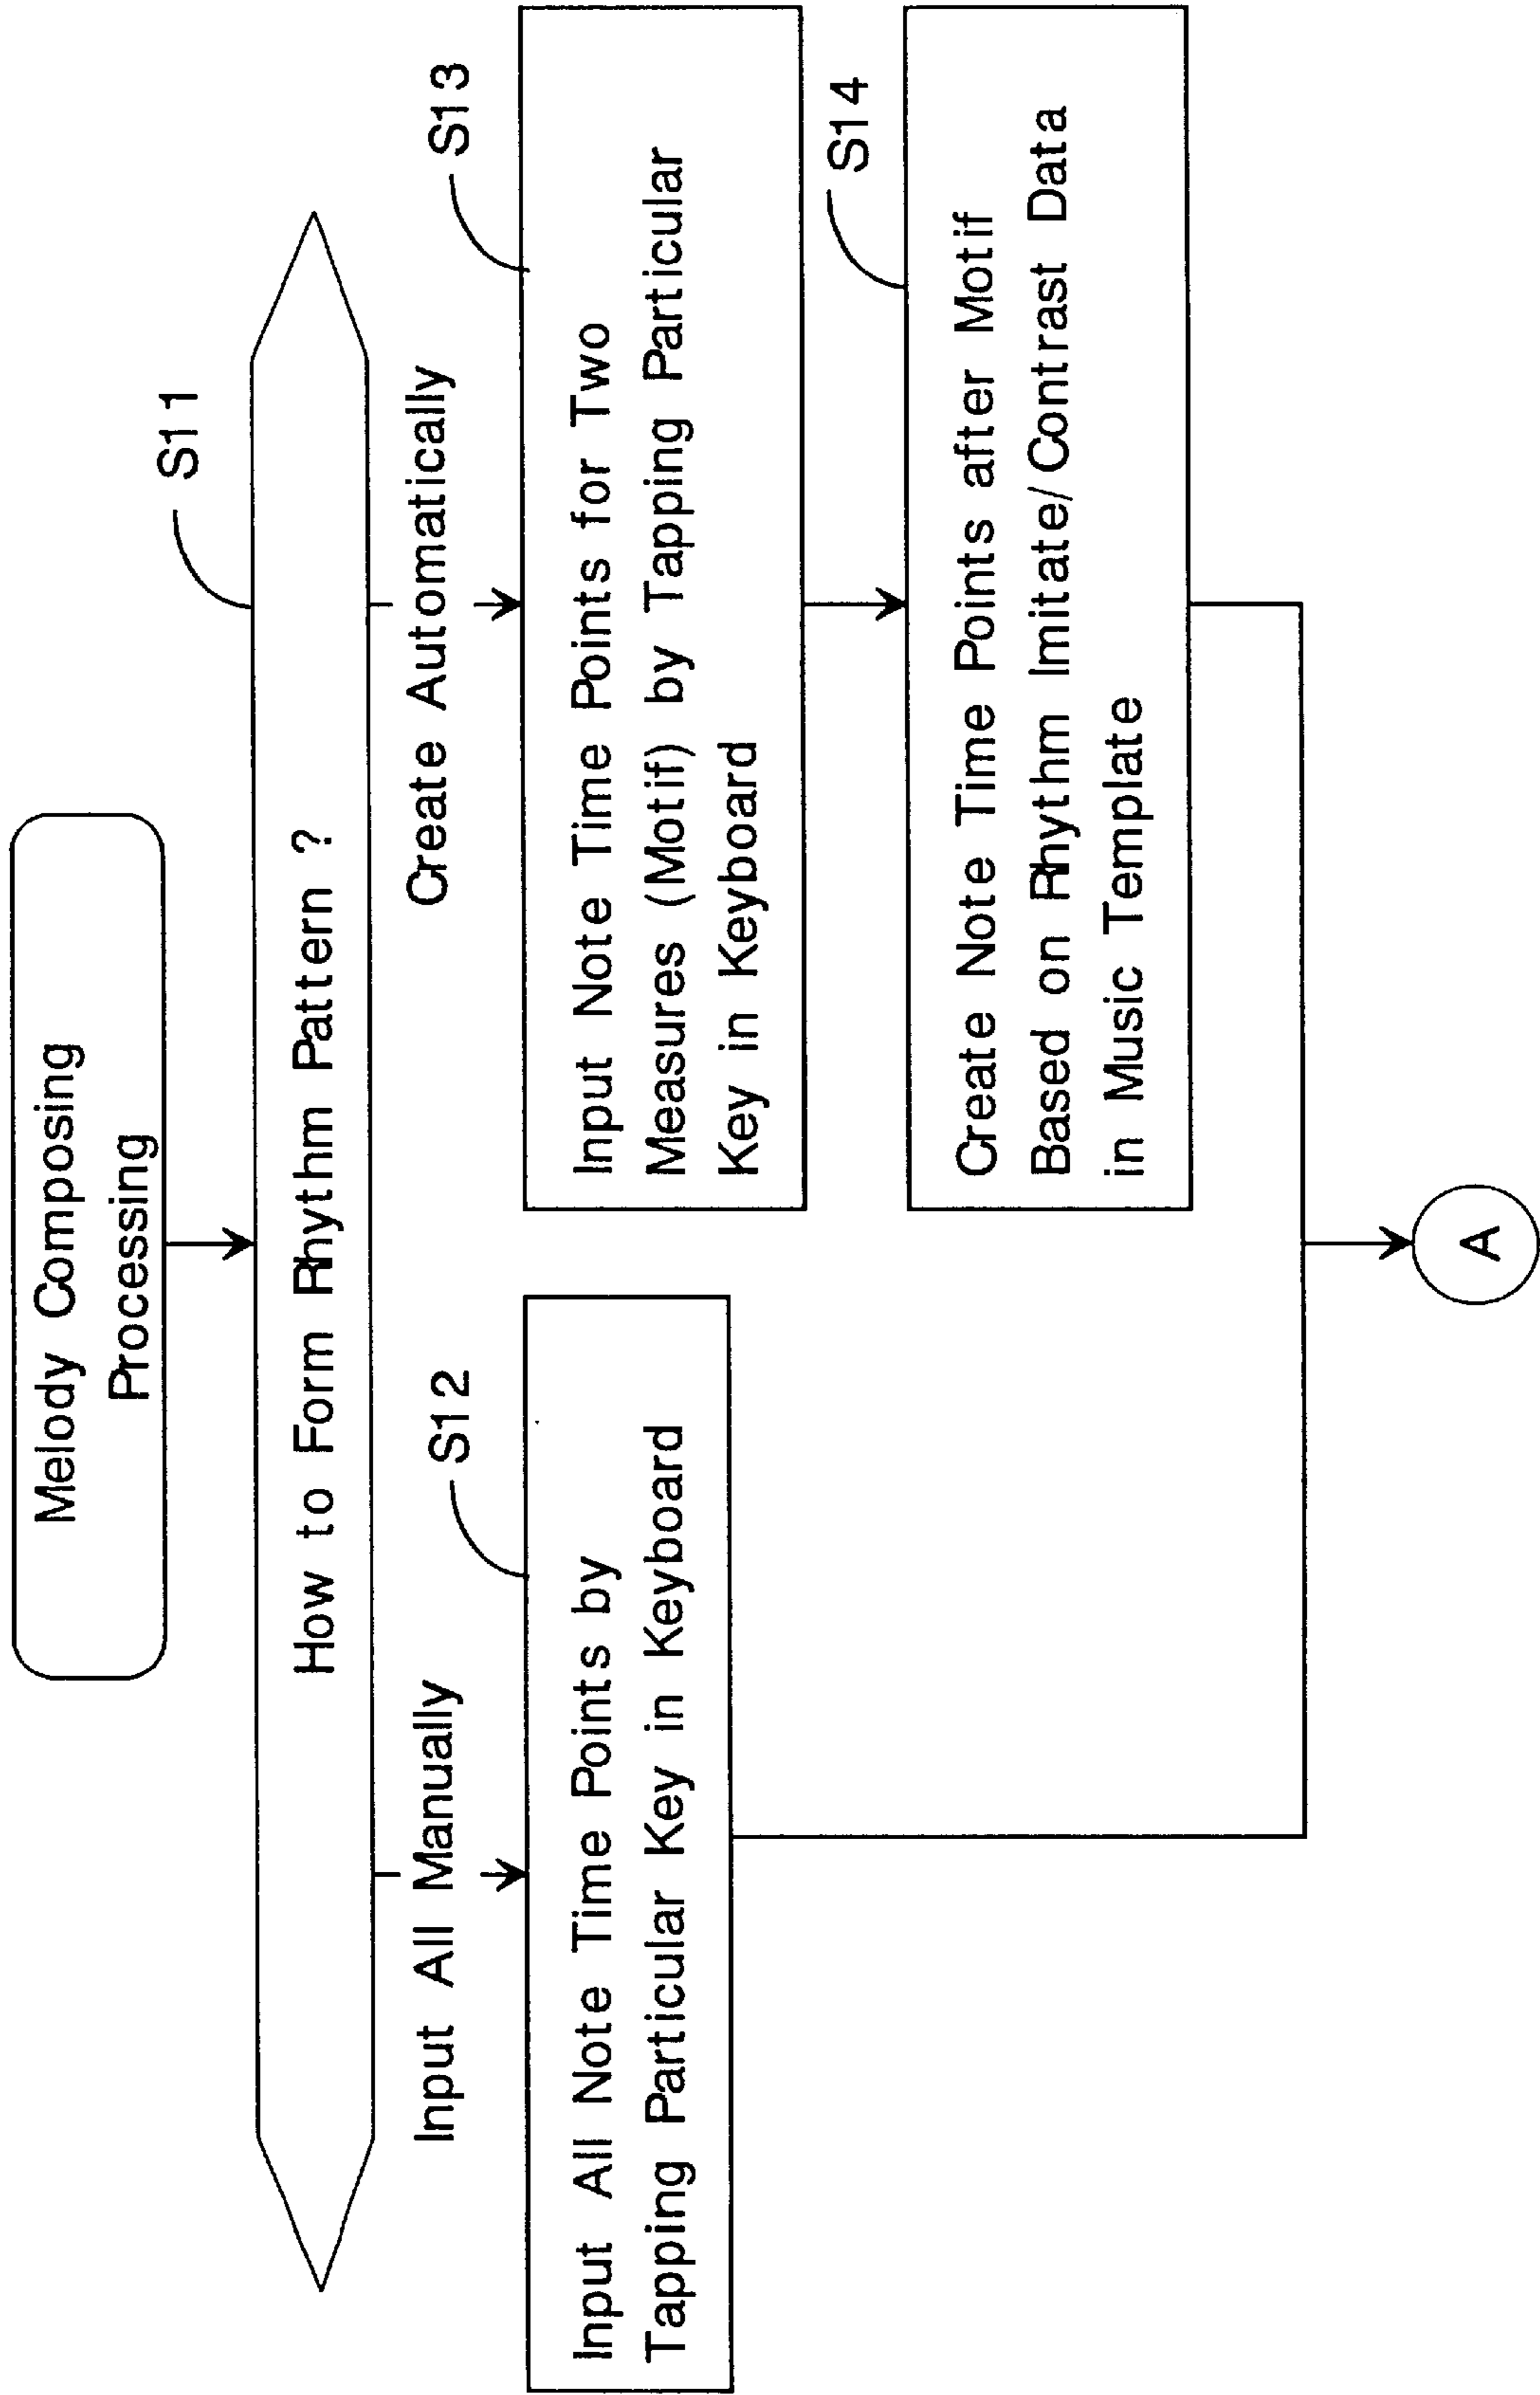 Melody Composing
Processing
S11
How to Form Rhythm Pattern ?
Input All Manually
Create Automatically
S12
Input All Note Time Points by
Tapping Particular Key in Keyboard
S13
Input Note Time Points for Two
Measures (Motif) by Tapping Particular
Key in Keyboard
S14
Create Note Time Points after Motif
Based on Rhythm Imitate/Contrast Data
in Music Template
A